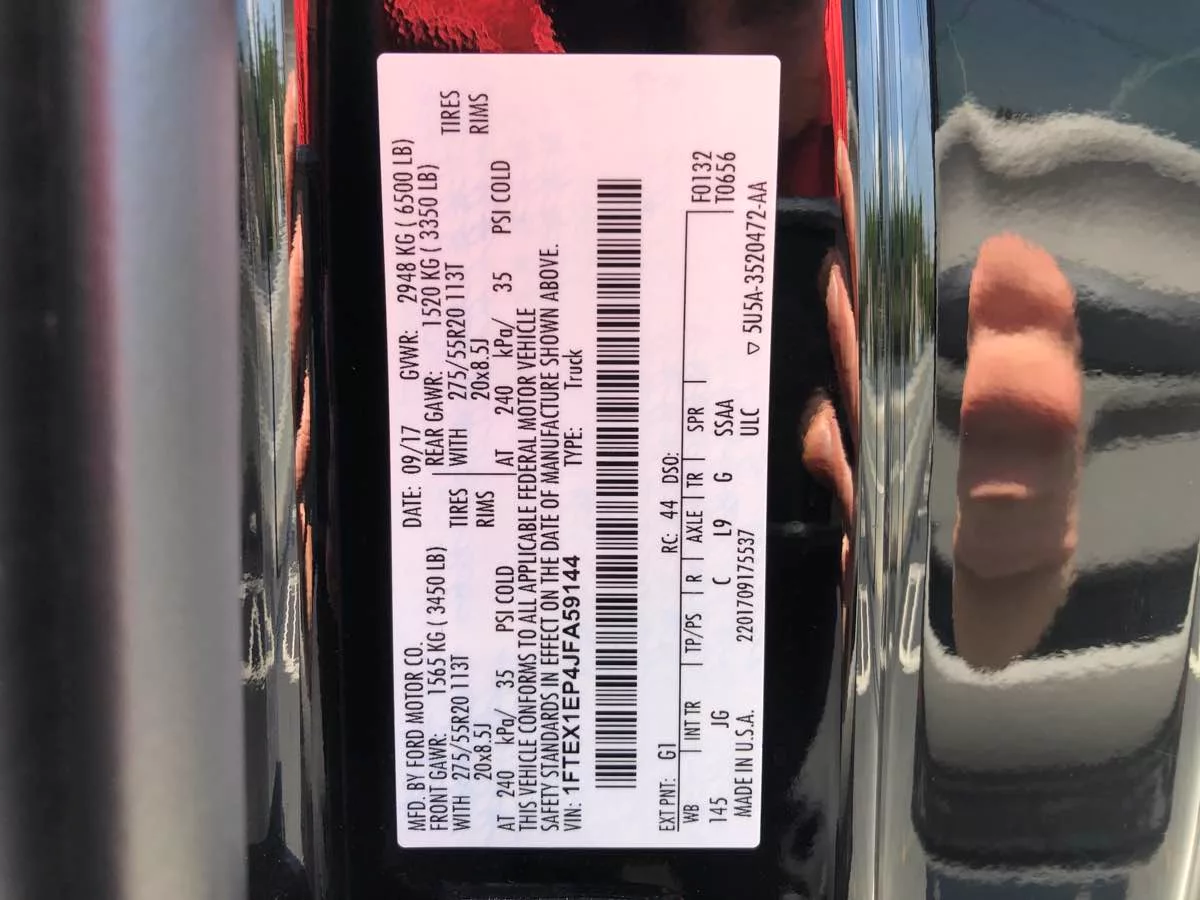 MFD. BY FORD MOTOR CO. DATE: 09/17 GVWR: 2948 KG ( 6500 LB)
FRONT GAWR: 1565 KG ( 3450 LB) REAR GAWR: 1520 KG ( 3350 LB)
WITH 275/55R20 113T TIRES WITH 275/55R20 113T TIRES
20x8.5J RIMS 20x8.5J RIMS
AT 240 kPa/ 35 PSI COLD AT 240 kPa/ 35 PSI COLD
THIS VEHICLE CONFORMS TO ALL APPLICABLE FEDERAL MOTOR VEHICLE
SAFETY STANDARDS IN EFFECT ON THE DATE OF MANUFACTURE SHOWN ABOVE.
VIN: 1FTEX1EP4JFA59144 TYPE: Truck
EXT PNT: G1 RC: 44 DSO: F0132
WB INT TR TP/PS R AXLE TR SPR T0656
145 JG C L9 G SSAA
MADE IN U.S.A. 2201709175537 ULC ▽ 5U5A-3520472-AA